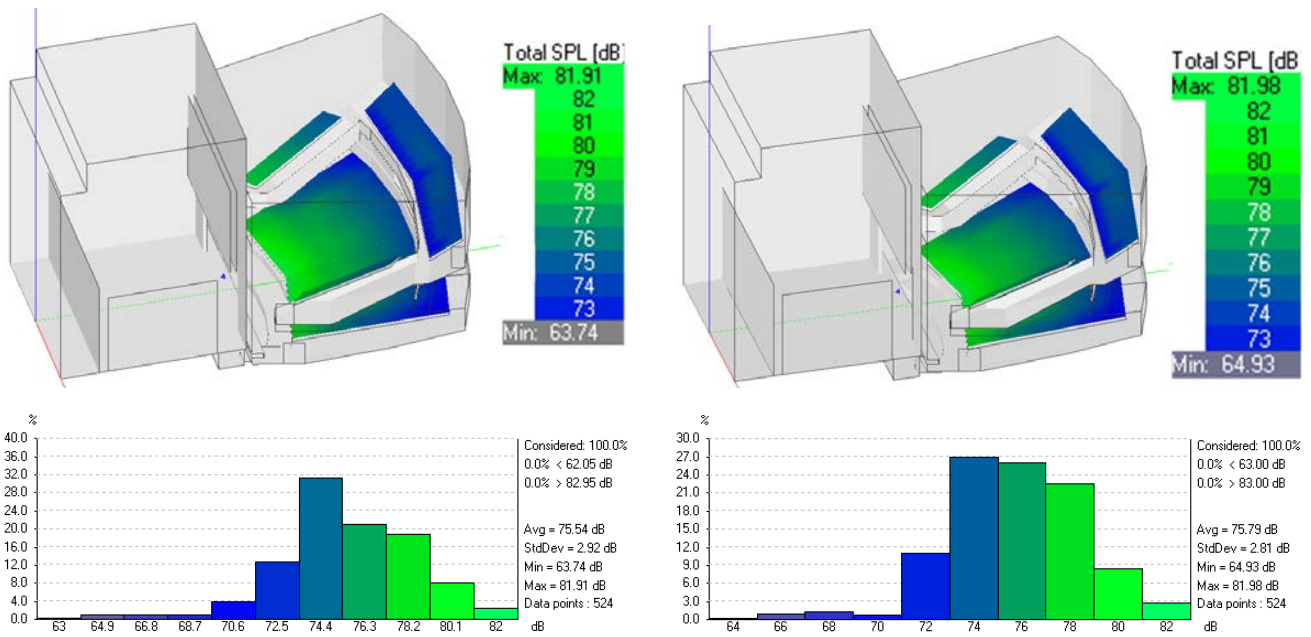 Total SPL [dB]
Max: 81.91
82
81
80
79
78
77
76
75
74
73
Min: 63.74
Total SPL [dB
Max: 81.98
82
81
80
79
78
77
76
75
74
73
Min: 64.93
%
40.0
36.0
32.0
28.0
24.0
20.0
16.0
12.0
8.0
4.0
0.0
63 64.9 66.8 68.7 70.6 72.5 74.4 76.3 78.2 80.1 82 dB
Considered: 100.0%
0.0% < 62.05 dB
0.0% > 82.95 dB
Avg = 75.54 dB
StdDev = 2.92 dB
Min = 63.74 dB
Max = 81.91 dB
Data points : 524
%
30.0
27.0
24.0
21.0
18.0
15.0
12.0
9.0
6.0
3.0
0.0
64 66 68 70 72 74 76 78 80 82 dB
Considered: 100.0%
0.0% < 63.00 dB
0.0% > 83.00 dB
Avg = 75.79 dB
StdDev = 2.81 dB
Min = 64.93 dB
Max = 81.98 dB
Data points : 524